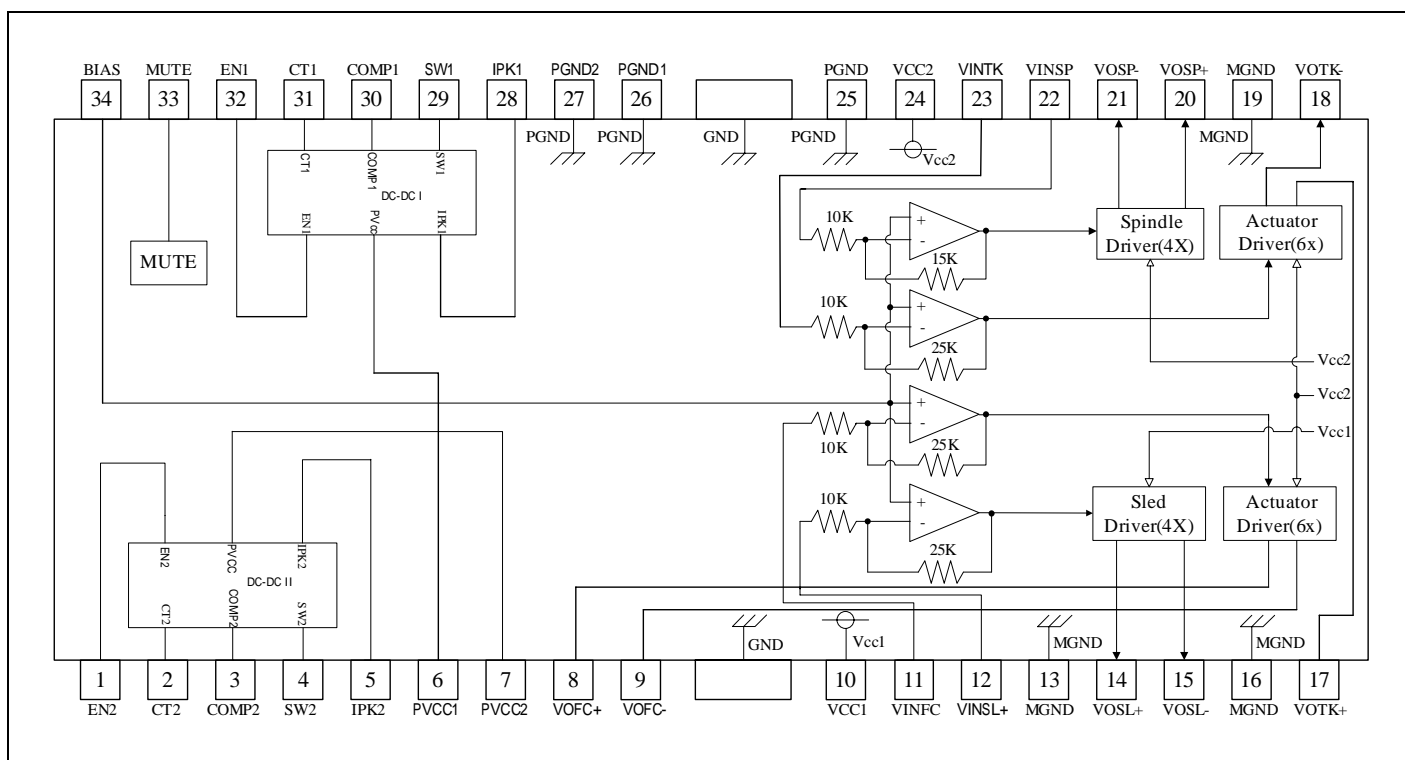 BIAS MUTE EN1 CT1 COMP1 SW1 IPK1 PGND2 PGND1 PGND VCC2 VINTK VINSP VOSP- VOSP+ MGND VOTK-
34 33 32 31 30 29 28 27 26 25 24 23 22 21 20 19 18
PGND PGND GND PGND Vcc2 MGND
CT1 COMP1 SW1
DC-DC I
EN1 PVcc IPK1
MUTE
10K + -
15K
Spindle
Driver(4X)
Actuator
Driver(6x)
10K + -
25K
Vcc2
Vcc2
+ -
10K
25K
Vcc1
10K + -
25K
Sled
Driver(4X)
Actuator
Driver(6x)
EN2 PVCC IPK2
DC-DC II
CT2 COMP2 SW2
GND Vcc1 MGND MGND
1 2 3 4 5 6 7 8 9 10 11 12 13 14 15 16 17
EN2 CT2 COMP2 SW2 IPK2 PVCC1 PVCC2 VOFC+ VOFC- VCC1 VINFC VINSL+ MGND VOSL+ VOSL- MGND VOTK+